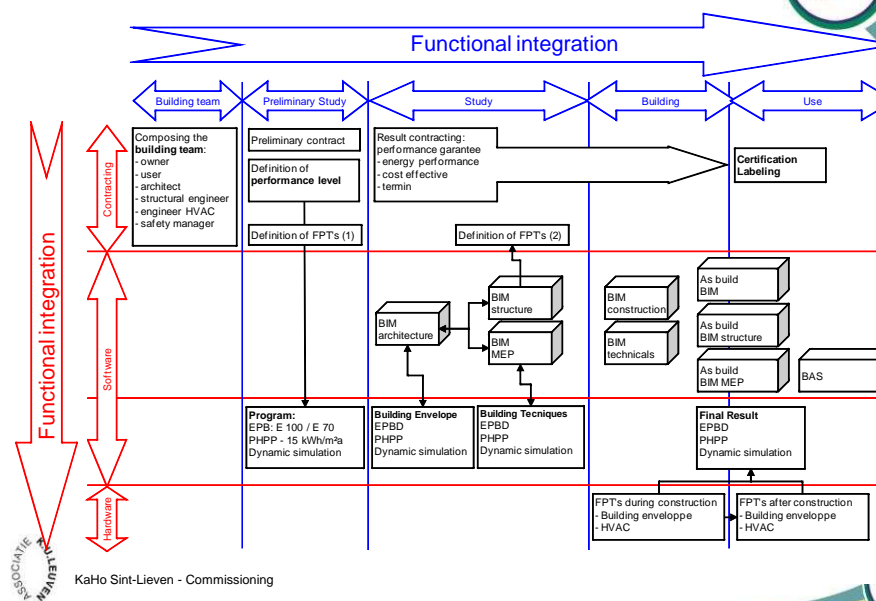 Functional integration
Building team
Preliminary Study
Study
Building
Use
Functional integration
Contracting
Composing the
building team:
- owner
- user
- architect
- structural engineer
- engineer HVAC
- safety manager
Preliminary contract
Definition of
performance level
Definition of FPT's (1)
Result contracting:
performance garantee
- energy performance
- cost effective
- termin
Definition of FPT's (2)
Certification
Labeling
Software
BIM
architecture
BIM
structure
BIM
MEP
BIM
construction
BIM
technicals
As build
BIM
As build
BIM structure
As build
BIM MEP
BAS
Program:
EPB: E 100 / E 70
PHPP - 15 kWh/m²a
Dynamic simulation
Building Envelope
EPBD
PHPP
Dynamic simulation
Building Tecniques
EPBD
PHPP
Dynamic simulation
Final Result
EPBD
PHPP
Dynamic simulation
Hardware
FPT's during construction
- Building enveloppe
- HVAC
FPT's after construction
- Building enveloppe
- HVAC
ASSOCIATIE
K.U.LEUVEN
KaHo Sint-Lieven - Commissioning